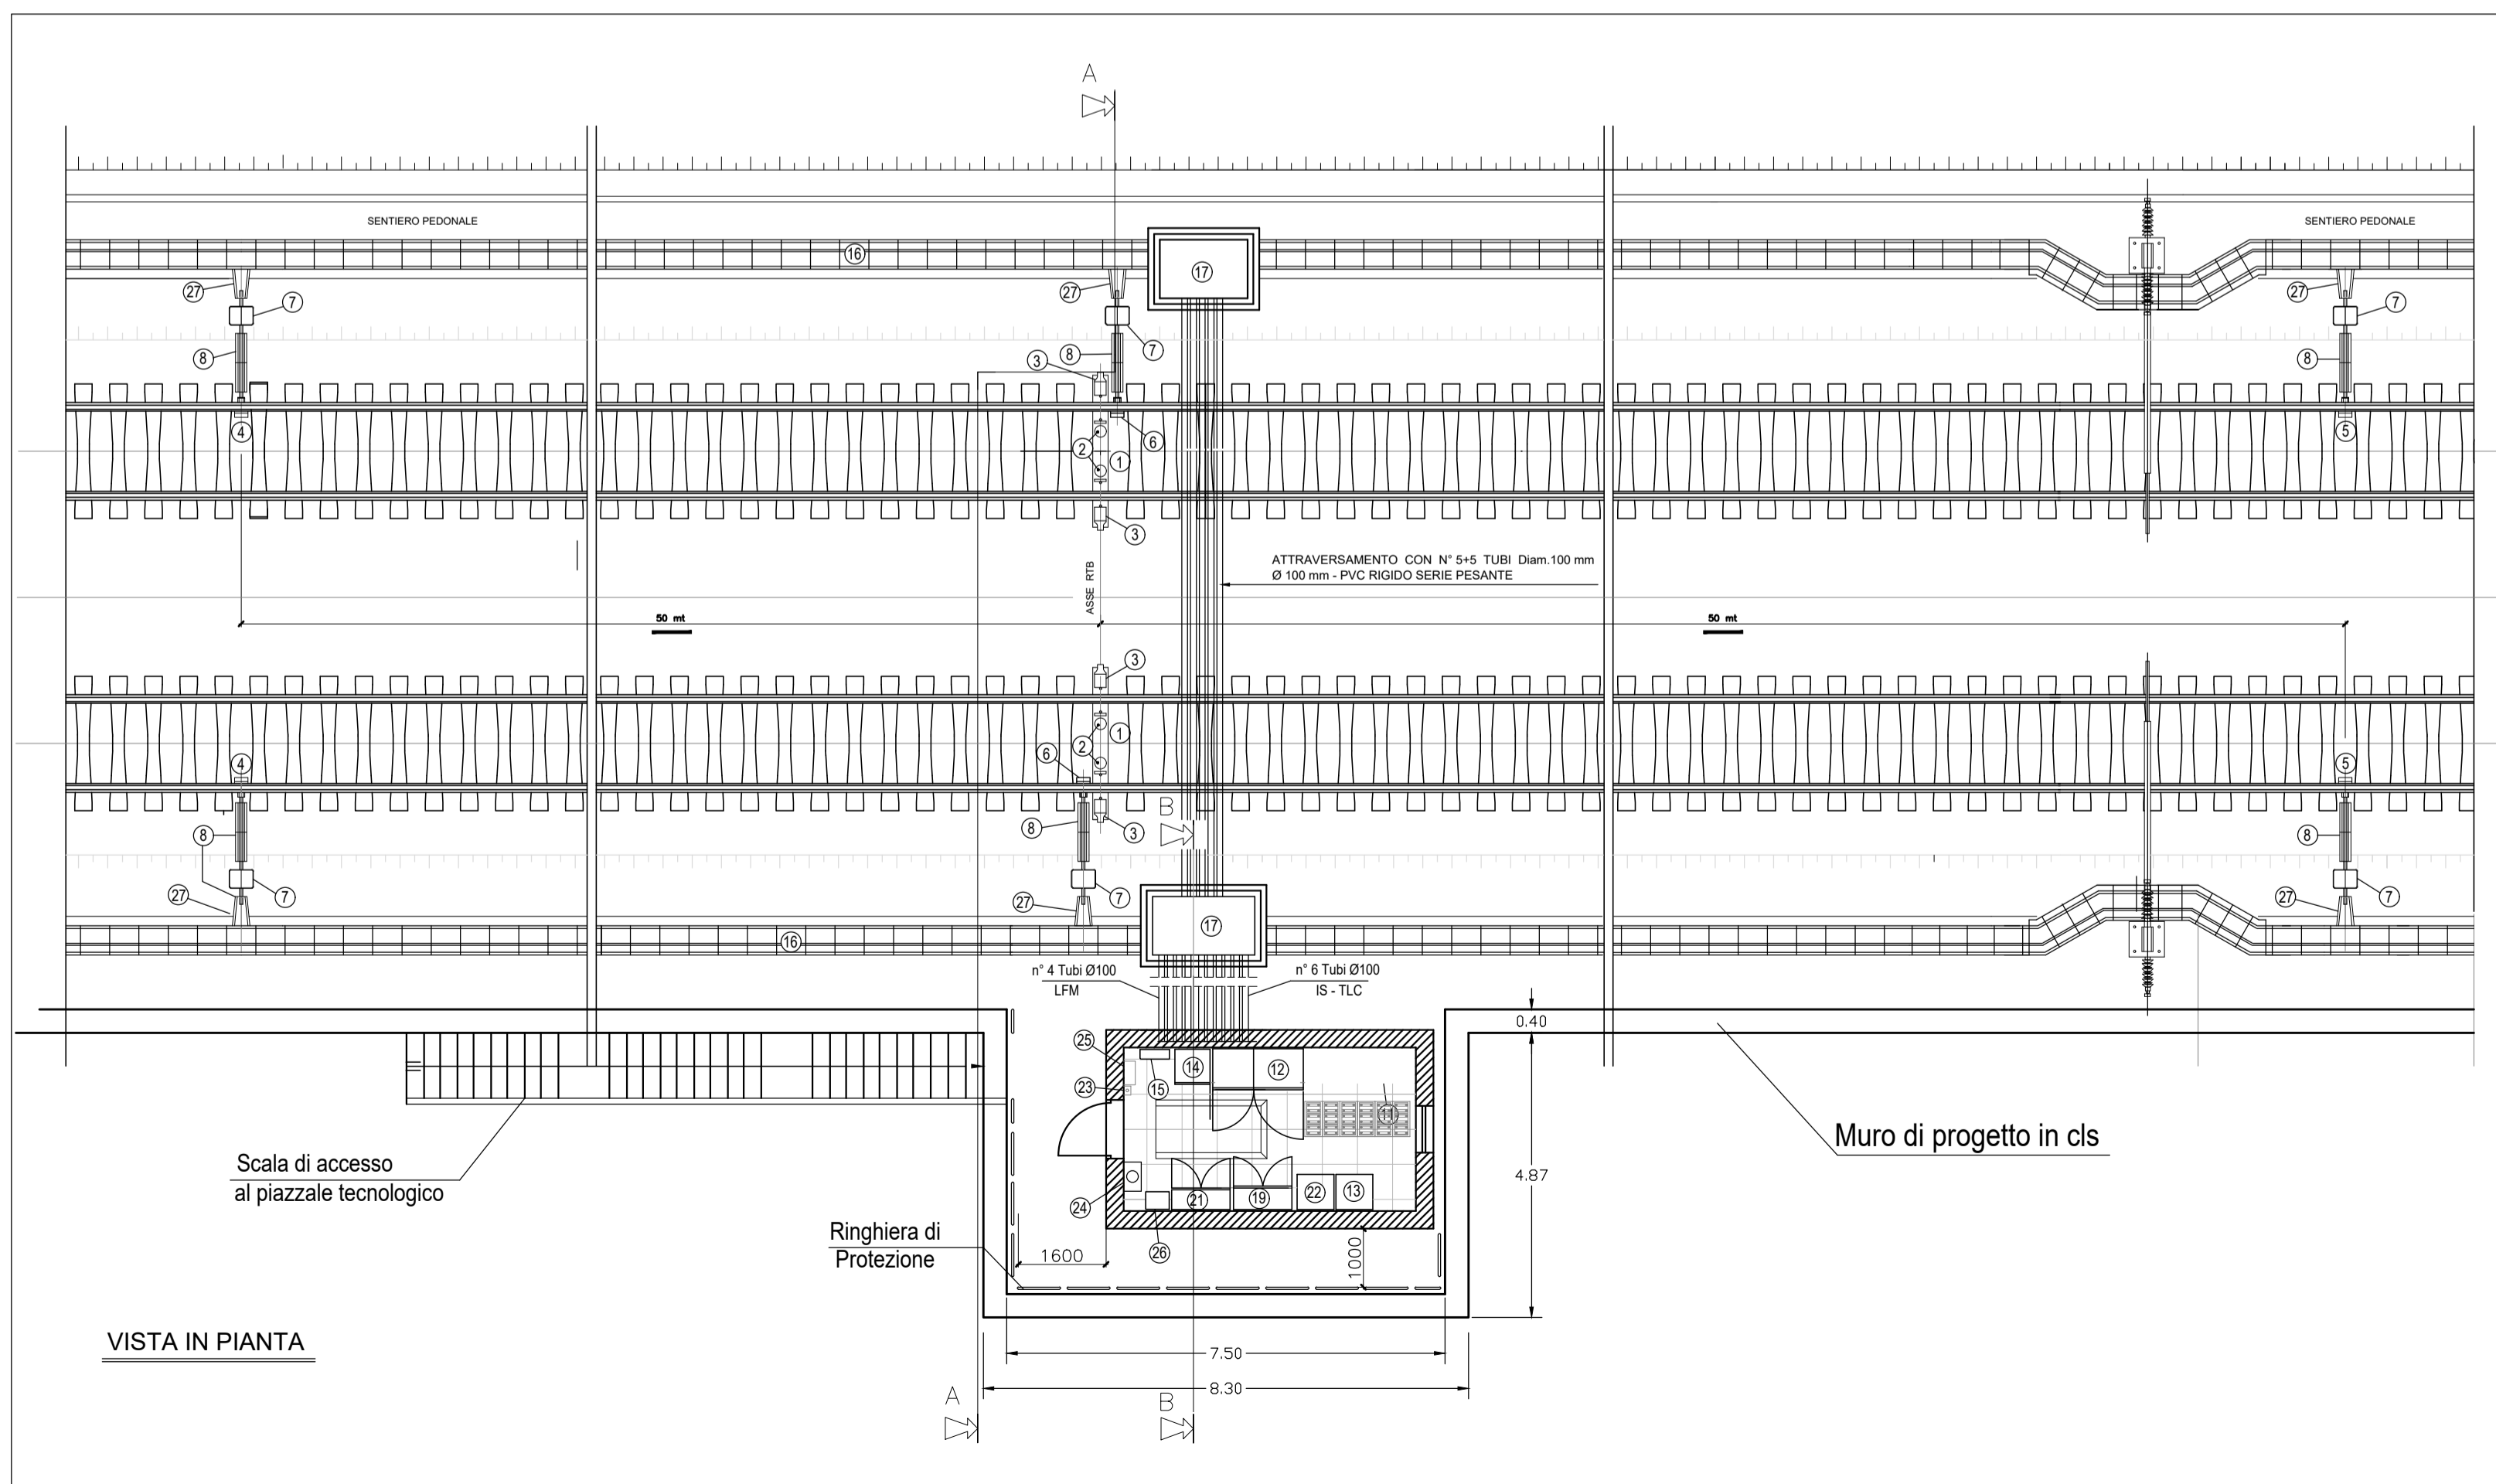 A
SENTIERO PEDONALE
SENTIERO PEDONALE
16
17
27
7
27
7
27
7
8
3
8
8
4
2
1
6
5
3
ATTRAVERSAMENTO CON N° 5+5 TUBI Diam.100 mm
Ø 100 mm - PVC RIGIDO SERIE PESANTE
ASSE RTB
50 mt
50 mt
3
4
6
2
1
5
B
8
8
3
8
27
7
27
7
27
7
16
17
n° 4 Tubi Ø100
LFM
n° 6 Tubi Ø100
IS - TLC
0.40
25
14
12
23
15
11
Muro di progetto in cls
Scala di accesso
al piazzale tecnologico
4.87
24
21
19
22
13
Ringhiera di
Protezione
26
1600
1000
VISTA IN PIANTA
7.50
8.30
A
B